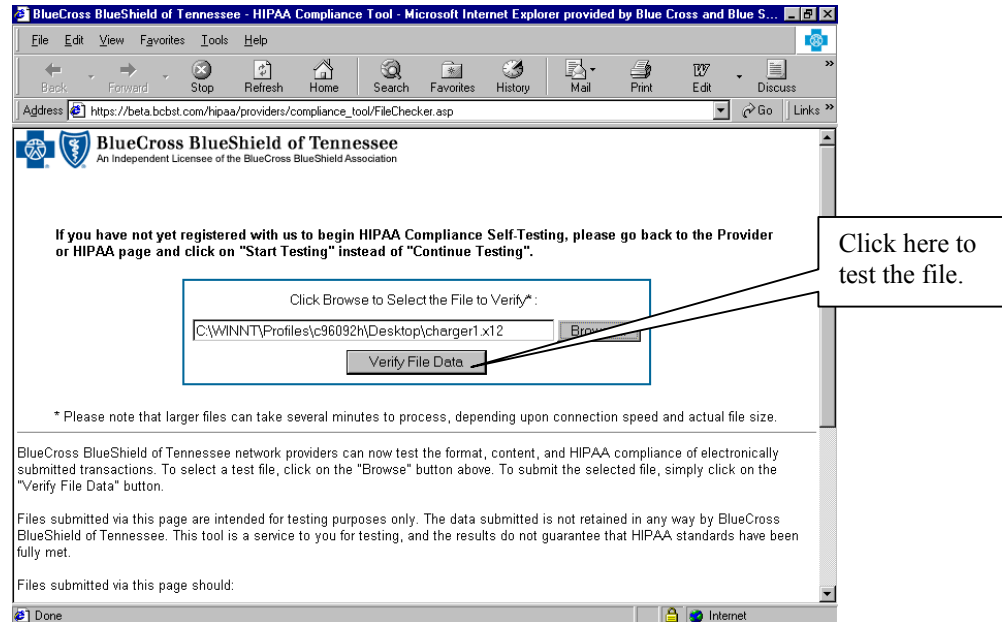 BlueCross BlueShield of Tennessee - HIPAA Compliance Tool - Microsoft Internet Explorer provided by Blue Cross and Blue S...
File Edit View Favorites Tools Help
Back Forward Stop Refresh Home Search Favorites History Mail Print Edit Discuss »
Address https://beta.bcbst.com/hipaa/providers/compliance_tool/FileChecker.asp Go Links »
BlueCross BlueShield of Tennessee
An Independent Licensee of the BlueCross BlueShield Association
If you have not yet registered with us to begin HIPAA Compliance Self-Testing, please go back to the Provider
or HIPAA page and click on "Start Testing" instead of "Continue Testing".
Click here to
test the file.
Click Browse to Select the File to Verify* :
C:\WINNT\Profiles\c96092h\Desktop\charger1.x12
Verify File Data
* Please note that larger files can take several minutes to process, depending upon connection speed and actual file size.
BlueCross BlueShield of Tennessee network providers can now test the format, content, and HIPAA compliance of electronically
submitted transactions. To select a test file, click on the "Browse" button above. To submit the selected file, simply click on the
"Verify File Data" button.
Files submitted via this page are intended for testing purposes only. The data submitted is not retained in any way by BlueCross
BlueShield of Tennessee. This tool is a service to you for testing, and the results do not guarantee that HIPAA standards have been
fully met.
Files submitted via this page should:
Done Internet